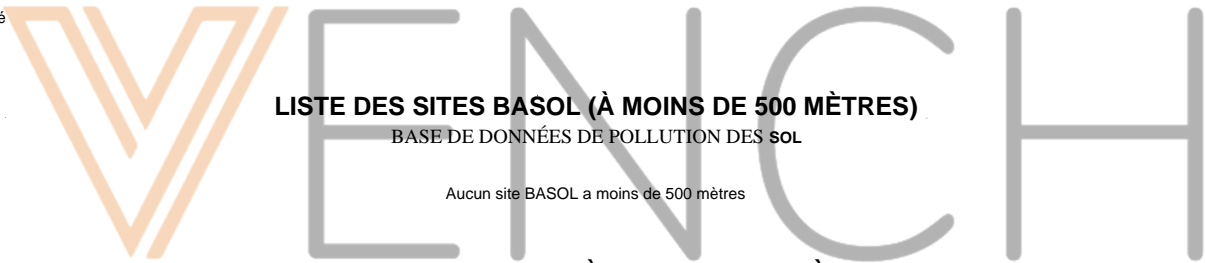 é
VENCH
LISTE DES SITES BASOL (À MOINS DE 500 MÈTRES)
BASE DE DONNÉES DE POLLUTION DES SOL
Aucun site BASOL a moins de 500 mètres